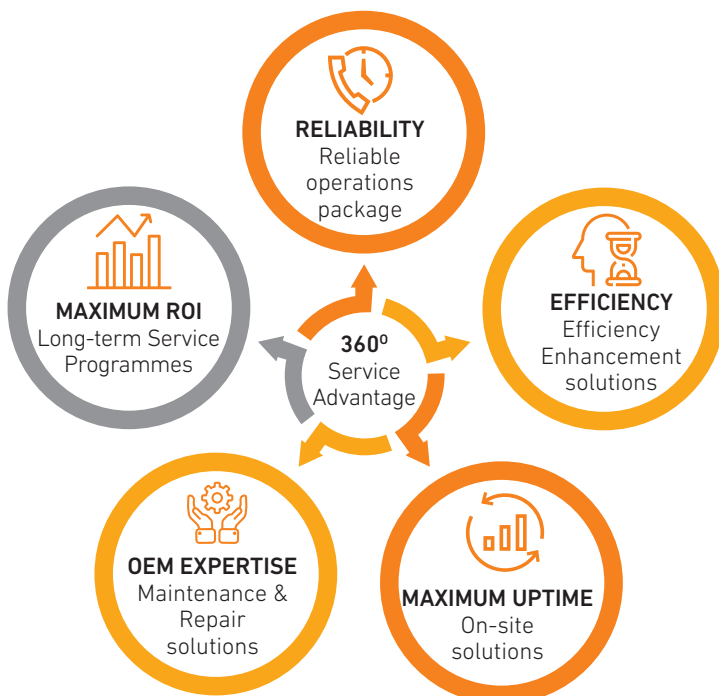 RELIABILITY
Reliable
operations
package
EFFICIENCY
Efficiency
Enhancement
solutions
MAXIMUM UPTIME
On-site
solutions
OEM EXPERTISE
Maintenance &
Repair
solutions
MAXIMUM ROI
Long-term Service
Programmes
360º
Service
Advantage